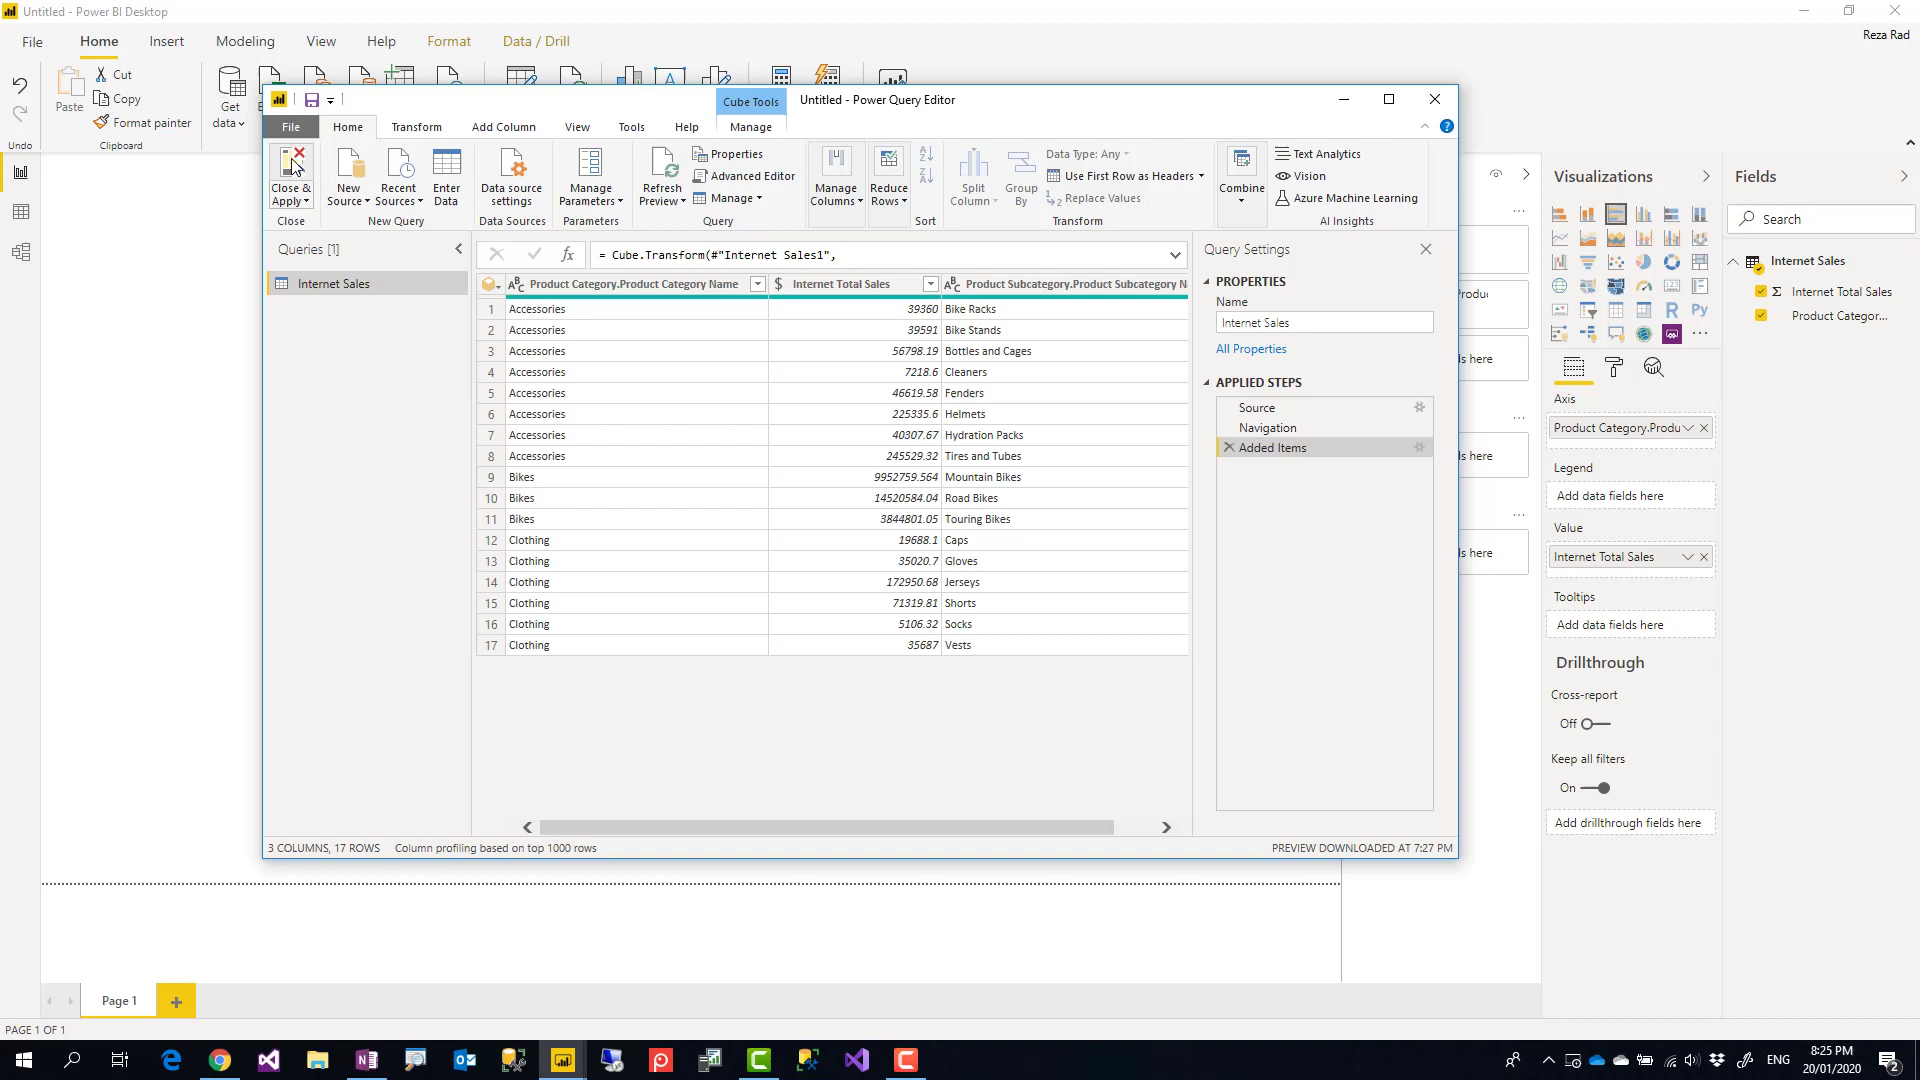 Untitled - Power BI Desktop
File
Home
Insert
Modeling
View
Help
Format
Data / Drill
Reza Rad
Undo
Paste
Cut
Copy
Format painter
Clipboard
Get
data
Cube Tools
Untitled - Power Query Editor
File
Home
Transform
Add Column
View
Tools
Help
Manage
Close &
Apply
Close
New
Source
Recent
Sources
Enter
Data
New Query
Data source
settings
Data Sources
Manage
Parameters
Parameters
Refresh
Preview
Properties
Advanced Editor
Manage
Query
Manage
Columns
Reduce
Rows
Sort
Split
Column
Group
By
Data Type: Any
Use First Row as Headers
Replace Values
Transform
Combine
Text Analytics
Vision
Azure Machine Learning
AI Insights
Queries [1]
Internet Sales
= Cube.Transform(#"Internet Sales1",
Product Category.Product Category Name
Internet Total Sales
Product Subcategory.Product Subcategory Na
1 Accessories 39360 Bike Racks
2 Accessories 39591 Bike Stands
3 Accessories 56798.19 Bottles and Cages
4 Accessories 7218.6 Cleaners
5 Accessories 46619.58 Fenders
6 Accessories 225335.6 Helmets
7 Accessories 40307.67 Hydration Packs
8 Accessories 245529.32 Tires and Tubes
9 Bikes 9952759.564 Mountain Bikes
10 Bikes 14520584.04 Road Bikes
11 Bikes 3844801.05 Touring Bikes
12 Clothing 19688.1 Caps
13 Clothing 35020.7 Gloves
14 Clothing 172950.68 Jerseys
15 Clothing 71319.81 Shorts
16 Clothing 5106.32 Socks
17 Clothing 35687 Vests
3 COLUMNS, 17 ROWS
Column profiling based on top 1000 rows
PREVIEW DOWNLOADED AT 7:27 PM
Query Settings
PROPERTIES
Name
Internet Sales
All Properties
APPLIED STEPS
Source
Navigation
Added Items
ds here
ds here
ds here
Visualizations
R
Py
Axis
Product Category.Produ
Legend
Add data fields here
Value
Internet Total Sales
Tooltips
Add data fields here
Drillthrough
Cross-report
Off
Keep all filters
On
Add drillthrough fields here
Fields
Search
Internet Sales
Internet Total Sales
Product Categor...
Page 1
PAGE 1 OF 1
ENG
8:25 PM
20/01/2020
2